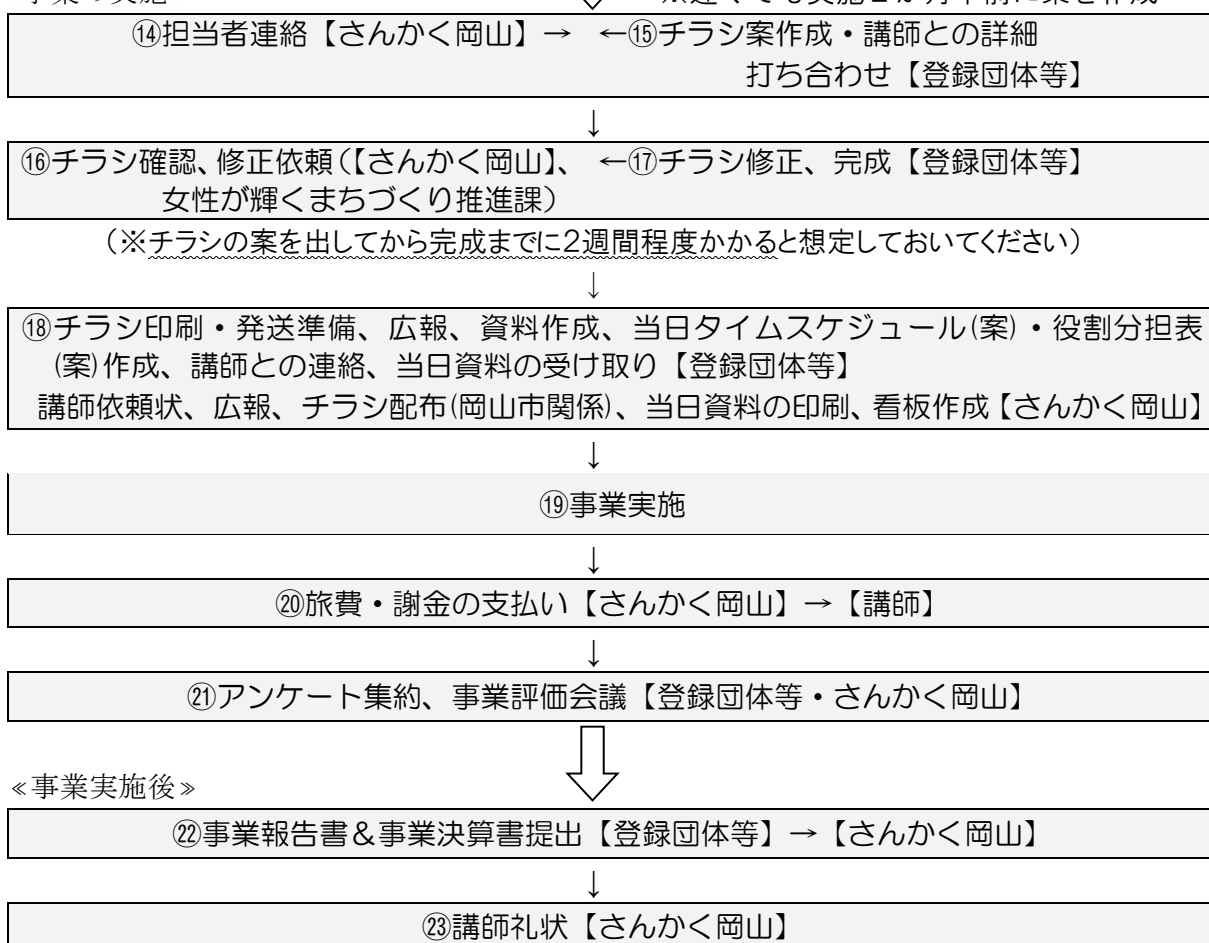 ⑭担当者連絡【さんかく岡山】→ ←⑮チラシ案作成・講師との詳細
打ち合わせ【登録団体等】
↓
⑯チラシ確認、修正依頼(【さんかく岡山】、 ←⑰チラシ修正、完成【登録団体等】
女性が輝くまちづくり推進課)
(※チラシの案を出してから完成までに2週間程度かかると想定しておいてください)
↓
⑱チラシ印刷・発送準備、広報、資料作成、当日タイムスケジュール(案)・役割分担表
(案)作成、講師との連絡、当日資料の受け取り【登録団体等】
講師依頼状、広報、チラシ配布(岡山市関係)、当日資料の印刷、看板作成【さんかく岡山】
↓
⑲事業実施
↓
⑳旅費・謝金の支払い【さんかく岡山】→【講師】
↓
㉑アンケート集約、事業評価会議【登録団体等・さんかく岡山】
≪事業実施後≫
㉒事業報告書&事業決算書提出【登録団体等】→【さんかく岡山】
↓
㉓講師礼状【さんかく岡山】